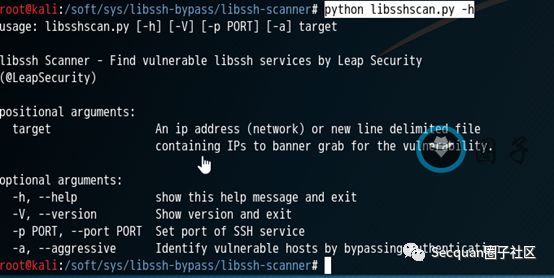 root@kali:/soft/sys/libssh-bypass/libssh-scanner# python libsshscan.py -h
usage: libsshscan.py [-h] [-V] [-p PORT] [-a] target
libssh Scanner - Find vulnerable libssh services by Leap Security
(@LeapSecurity)
positional arguments:
target An ip address (network) or new line delimited file
containing IPs to banner grab for the vulnerability.
圈子
optional arguments:
-h, --help show this help message and exit
-V, --version Show version and exit
-p PORT, --port PORT Set port of SSH service
-a, --aggressive Identify vulnerable hosts by bypassing authentication
Secquan圈子社区
root@kali:/soft/sys/libssh-bypass/libssh-scanner#